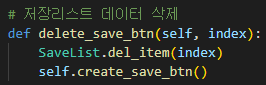 # 저장리스트 데이터 삭제
def delete_save_btn(self, index):
    SaveList.del_item(index)
    self.create_save_btn()